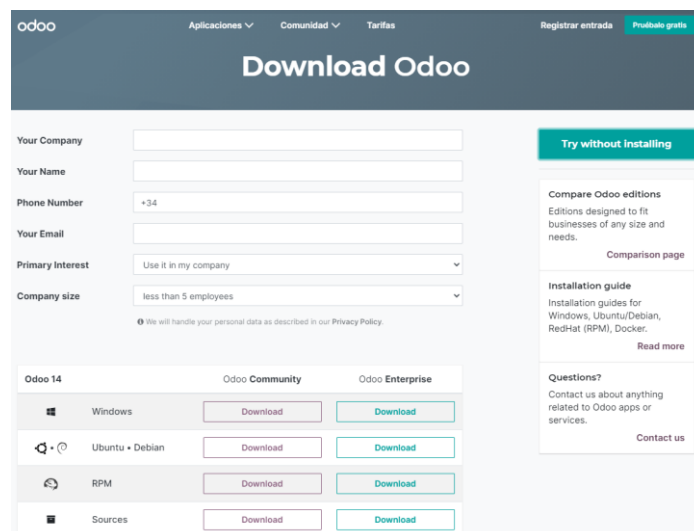 odoo
Aplicaciones
Comunidad
Tarifas
Registrar entrada
Pruébalo gratis
Download Odoo
Your Company
Your Name
Phone Number
+34
Your Email
Primary Interest
Use it in my company
Company size
less than 5 employees
We will handle your personal data as described in our Privacy Policy.
Try without installing
Compare Odoo editions
Editions designed to fit
businesses of any size and
needs.
Comparison page
Installation guide
Installation guides for
Windows, Ubuntu/Debian,
RedHat (RPM), Docker.
Read more
Questions?
Contact us about anything
related to Odoo apps or
services.
Contact us
Odoo 14
Odoo Community
Odoo Enterprise
Windows
Download
Download
Ubuntu • Debian
Download
Download
RPM
Download
Download
Sources
Download
Download